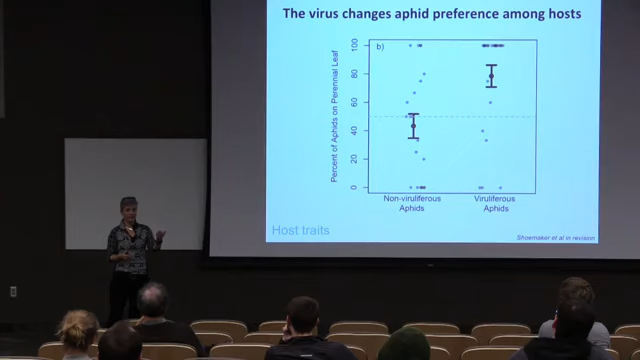 The virus changes aphid preference among hosts
b)
Percent of Aphids on Perennial Leaf
100
80
60
40
20
0
Non-viruliferous
Aphids
Viruliferous
Aphids
Host traits
Shoemaker et al in revision